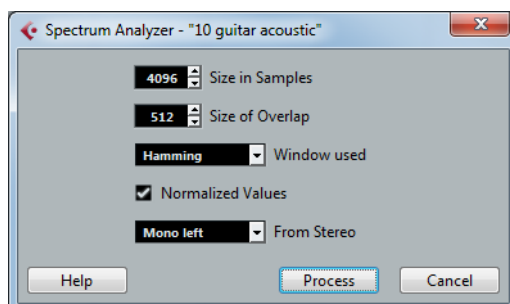 Spectrum Analyzer - "10 guitar acoustic"
4096 Size in Samples
512 Size of Overlap
Hamming Window used
Normalized Values
Mono left From Stereo
Help Process Cancel